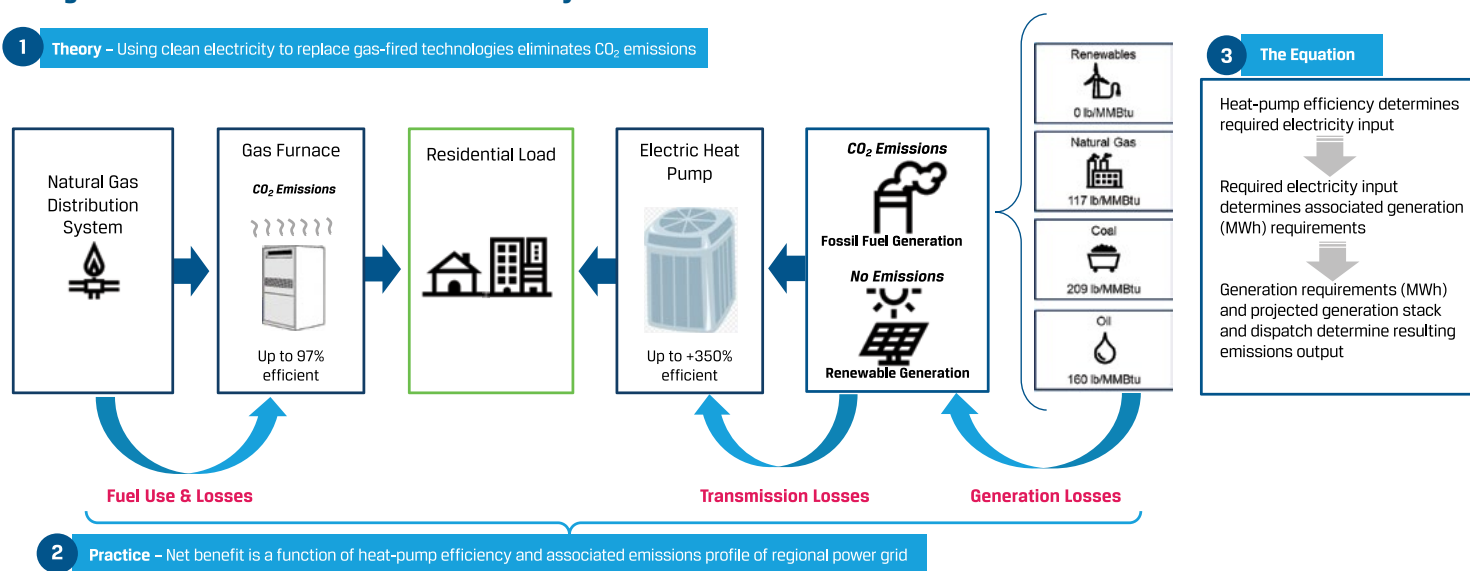 1
Theory – Using clean electricity to replace gas-fired technologies eliminates CO₂ emissions
Natural Gas
Distribution
System
Gas Furnace
CO₂ Emissions
Up to 97%
efficient
Residential Load
Electric Heat
Pump
Up to +350%
efficient
CO₂ Emissions
Fossil Fuel Generation
No Emissions
Renewable Generation
Renewables
0 lb/MMBtu
Natural Gas
117 lb/MMBtu
Coal
209 lb/MMBtu
Oil
160 lb/MMBtu
3
The Equation
Heat-pump efficiency determines
required electricity input
Required electricity input
determines associated generation
(MWh) requirements
Generation requirements (MWh)
and projected generation stack
and dispatch determine resulting
emissions output
Fuel Use & Losses
Transmission Losses
Generation Losses
2
Practice – Net benefit is a function of heat-pump efficiency and associated emissions profile of regional power grid